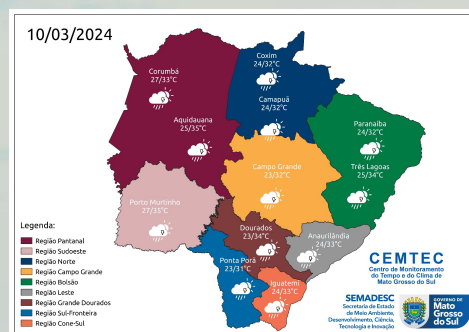 10/03/2024
Coxim
24/32°C
Corumbá
27/33°C
Camapuã
24/32°C
Aquidauana
25/35°C
Paranaíba
24/32°C
Três Lagoas
25/34°C
Campo Grande
23/32°C
Porto Murtinho
27/35°C
Dourados
23/34°C
Anaurilândia
24/33°C
Ponta Porã
23/31°C
Iguatemi
24/33°C
Legenda:
Região Pantanal
Região Sudoeste
Região Norte
Região Campo Grande
Região Bolsão
Região Leste
Região Grande Dourados
Região Sul-Fronteira
Região Cone-Sul
CEMTEC
Centro de Monitoramento
do Tempo e do Clima de
Mato Grosso do Sul
SEMADESC
Secretaria de Estado
de Meio Ambiente,
Desenvolvimento, Ciência,
Tecnologia e Inovação
GOVERNO DE
Mato
Grosso
do Sul